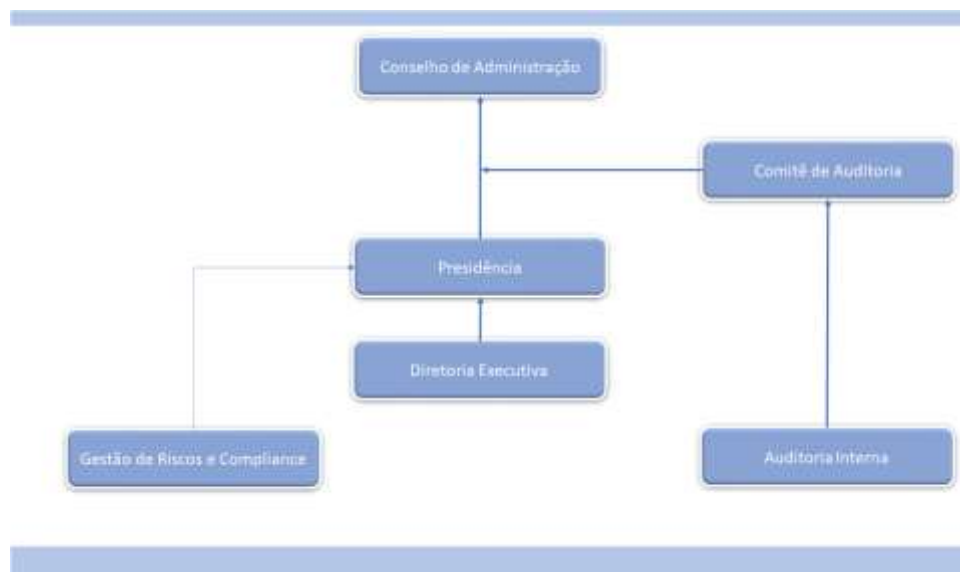 Conselho de Administração
Comitê de Auditoria
Presidência
Diretoria Executiva
Gestão de Riscos e Compliance
Auditoria Interna